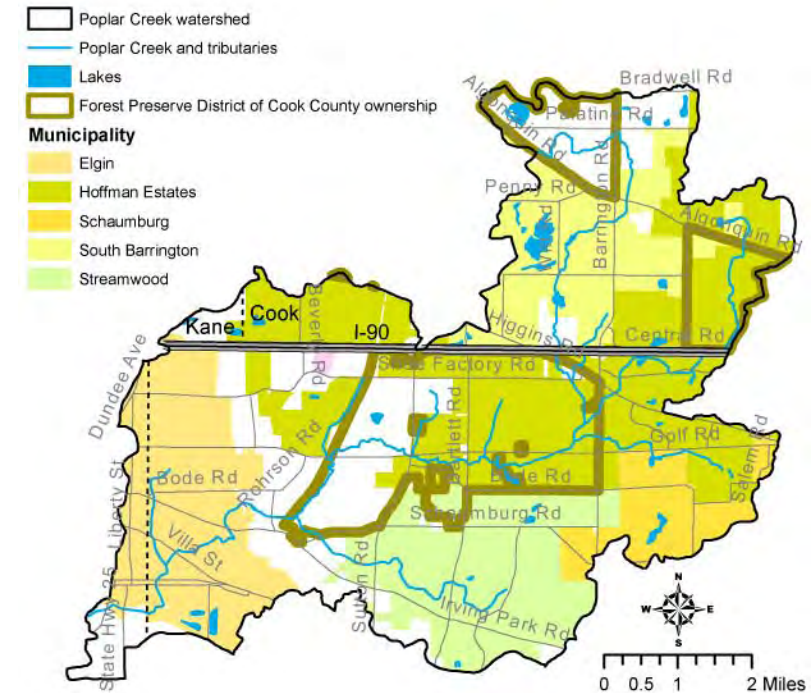 Poplar Creek watershed
Poplar Creek and tributaries
Lakes
Forest Preserve District of Cook County ownership
Municipality
Elgin
Hoffman Estates
Schaumburg
South Barrington
Streamwood
Bradwell Rd
Algonquin Rd
Palatine Rd
Penny Rd
Barrington Rd
Algonquin Rd
Kane
Cook
Beverly Rd
I-90
Higgins Rd
Central Rd
Factory Rd
Dundee Ave
Rohrson Rd
Bartlett Rd
Golf Rd
Salem Rd
Bode Rd
Bode Rd
Schaumburg Rd
State Hwy 25
Liberty St
Villa St
Sutton Rd
Irving Park Rd
N
W
E
S
0 0.5 1 2 Miles